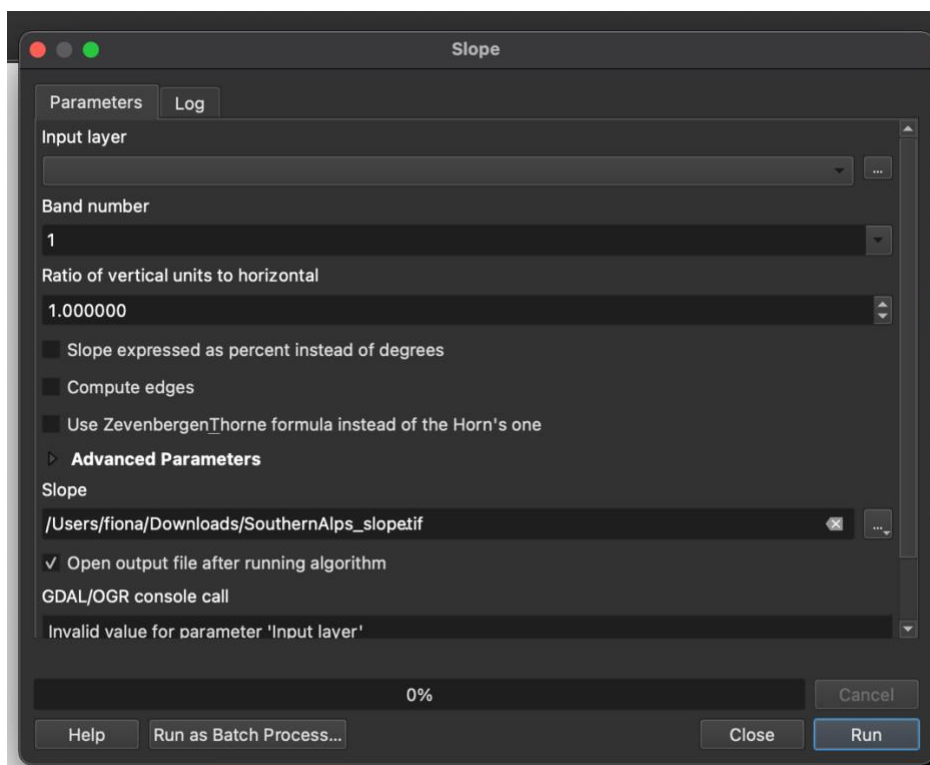 Slope
Parameters Log
Input layer
...
Band number
1
Ratio of vertical units to horizontal
1.000000
Slope expressed as percent instead of degrees
Compute edges
Use ZevenbergenThorne formula instead of the Horn's one
Advanced Parameters
Slope
/Users/fiona/Downloads/SouthernAlps_slope.tif ...
Open output file after running algorithm
GDAL/OGR console call
Invalid value for parameter 'Input layer'
0% Cancel
Help Run as Batch Process... Close Run